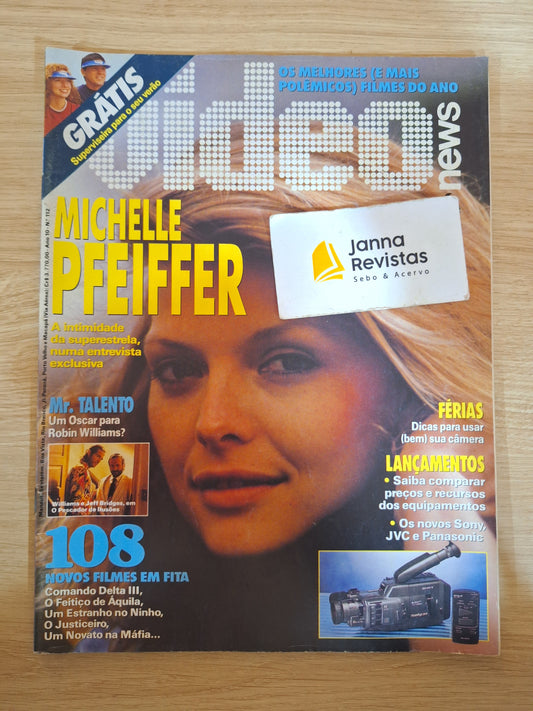 GRÁTIS
Superviseira para o seu verão
OS MELHORES (E MAIS
POLÊMICOS) FILMES DO ANO
video
news
MICHELLE
PFEIFFER
A intimidade
da superestrela,
numa entrevista
exclusiva
Janna
Revistas
Sebo & Acervo
Mr. TALENTO
Um Oscar para
Robin Williams?
Williams e Jeff Bridges, em
O Pescador de Ilusões
FÉRIAS
Dicas para usar
(bem) sua câmera
LANÇAMENTOS
• Saiba comparar
preços e recursos
dos equipamentos
• Os novos Sony,
JVC e Panasonic
108
NOVOS FILMES EM FITA
Comando Delta III,
O Feitiço de Áquila,
Um Estranho no Ninho,
O Justiceiro,
Um Novato na Máfia...
Ano 10 - N.º 112